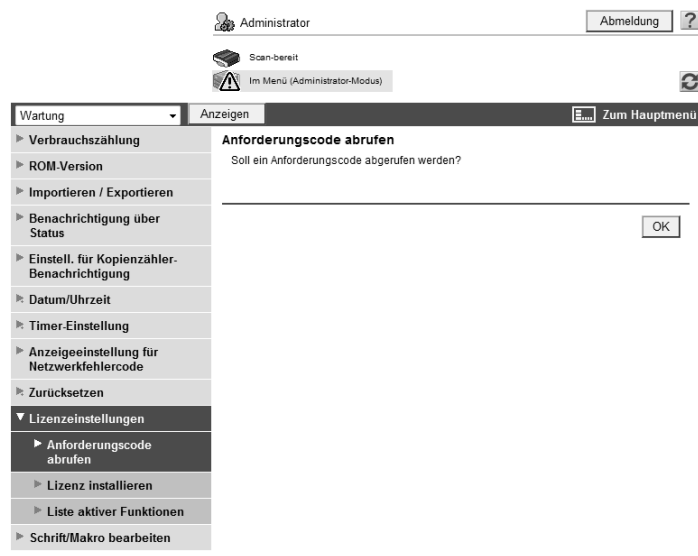 Administrator
Abmeldung
?
Scan-bereit
Im Menü (Administrator-Modus)
Wartung
Anzeigen
Zum Hauptmenü
Verbrauchszählung
ROM-Version
Importieren / Exportieren
Benachrichtigung über
Status
Einstell. für Kopienzähler-
Benachrichtigung
Datum/Uhrzeit
Timer-Einstellung
Anzeigeeinstellung für
Netzwerkfehlercode
Zurücksetzen
Lizenzeinstellungen
Anforderungscode
abrufen
Lizenz installieren
Liste aktiver Funktionen
Schrift/Makro bearbeiten
Anforderungscode abrufen
Soll ein Anforderungscode abgerufen werden?
OK